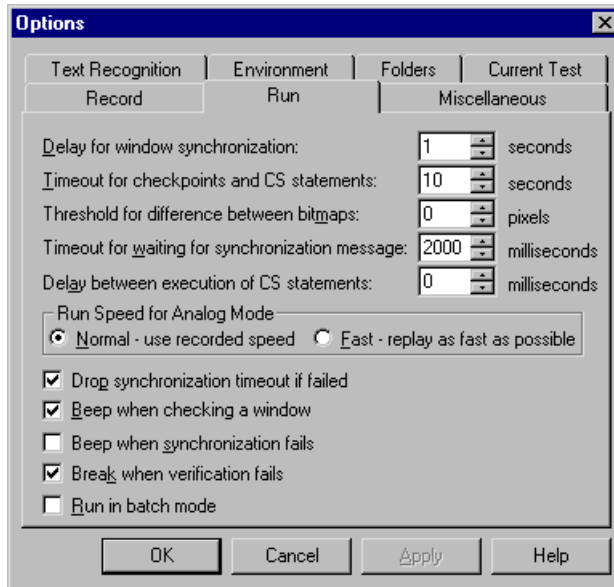 Options
Text Recognition Environment Folders Current Test
Record Run Miscellaneous
Delay for window synchronization: 1 seconds
Timeout for checkpoints and CS statements: 10 seconds
Threshold for difference between bitmaps: 0 pixels
Timeout for waiting for synchronization message: 2000 milliseconds
Delay between execution of CS statements: 0 milliseconds
Run Speed for Analog Mode
Normal - use recorded speed Fast - replay as fast as possible
Drop synchronization timeout if failed
Beep when checking a window
Beep when synchronization fails
Break when verification fails
Run in batch mode
OK Cancel Apply Help